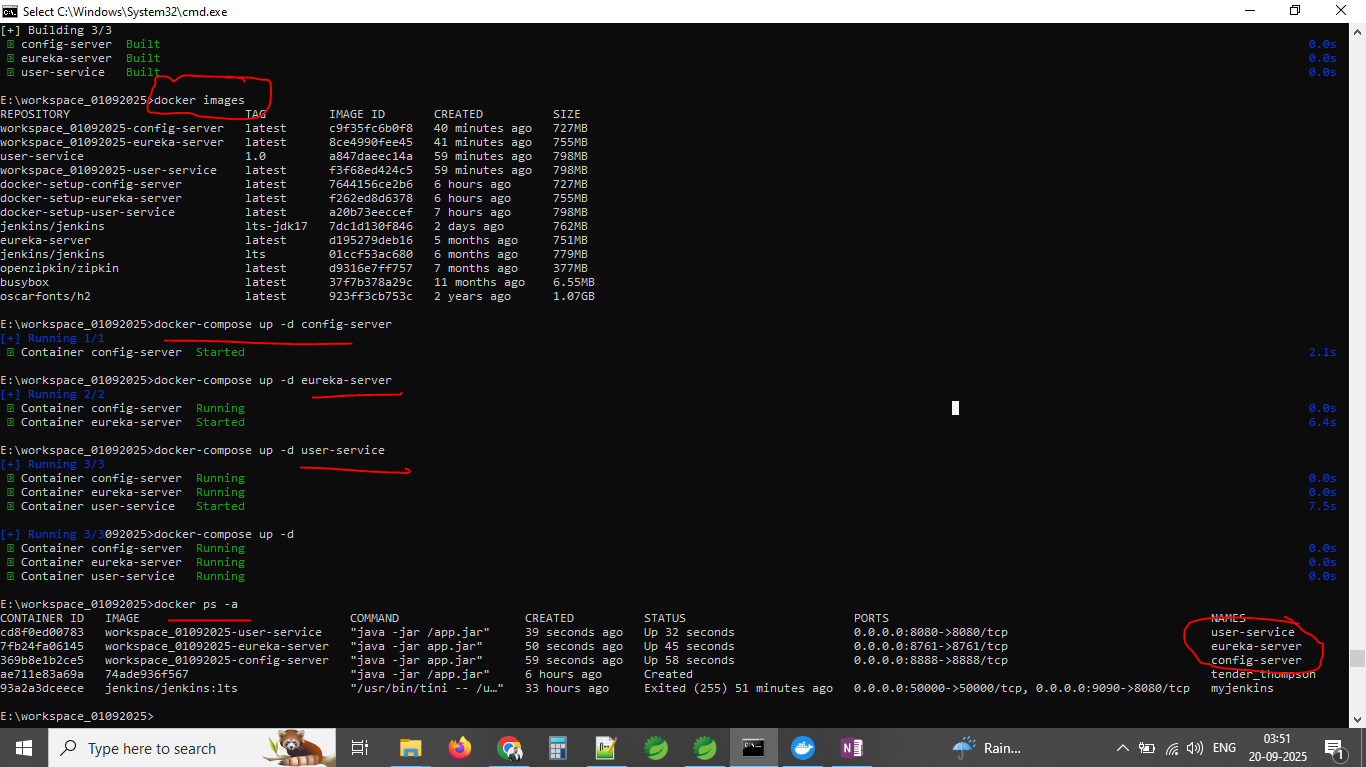 Select C:\Windows\System32\cmd.exe
[+] Building 3/3
config-server Built 0.0s
eureka-server Built 0.0s
user-service Built 0.0s
E:\workspace_01092025>docker images
REPOSITORY TAG IMAGE ID CREATED SIZE
workspace_01092025-config-server latest c9f35fc6b0f8 40 minutes ago 727MB
workspace_01092025-eureka-server latest 8ce4990fee45 41 minutes ago 755MB
user-service 1.0 a847daeec14a 59 minutes ago 798MB
workspace_01092025-user-service latest f3f68ed424c5 59 minutes ago 798MB
docker-setup-config-server latest 7644156ce2b6 6 hours ago 727MB
docker-setup-eureka-server latest f262ed8d6378 6 hours ago 755MB
docker-setup-user-service latest a20b73eeccef 7 hours ago 798MB
jenkins/jenkins lts-jdk17 7dc1d130f846 2 days ago 762MB
eureka-server latest d195279deb16 5 months ago 751MB
jenkins/jenkins lts 01ccf53ac680 6 months ago 779MB
openzipkin/zipkin latest d9316e7ff757 7 months ago 377MB
busybox latest 37f7b378a29c 11 months ago 6.55MB
oscarfonts/h2 latest 923ff3cb753c 2 years ago 1.07GB
E:\workspace_01092025>docker-compose up -d config-server
[+] Running 1/1
Container config-server Started 2.1s
E:\workspace_01092025>docker-compose up -d eureka-server
[+] Running 2/2
Container config-server Running 0.0s
Container eureka-server Started 6.4s
E:\workspace_01092025>docker-compose up -d user-service
[+] Running 3/3
Container config-server Running 0.0s
Container eureka-server Running 0.0s
Container user-service Started 7.5s
[+] Running 3/3092025>docker-compose up -d
Container config-server Running 0.0s
Container eureka-server Running 0.0s
Container user-service Running 0.0s
E:\workspace_01092025>docker ps -a
CONTAINER ID IMAGE COMMAND CREATED STATUS PORTS NAMES
cd8f0ed00783 workspace_01092025-user-service "java -jar /app.jar" 39 seconds ago Up 32 seconds 0.0.0.0:8080->8080/tcp user-service
7fb24fa06145 workspace_01092025-eureka-server "java -jar /app.jar" 50 seconds ago Up 45 seconds 0.0.0.0:8761->8761/tcp eureka-server
369b8e1b2ce5 workspace_01092025-config-server "java -jar /app.jar" 59 seconds ago Up 58 seconds 0.0.0.0:8888->8888/tcp config-server
ae711e83a69a 74ade936f567 "java -jar /app.jar" 6 hours ago Created tender_thompson
93a2a3dceece jenkins/jenkins:lts "/usr/bin/tini -- /u…" 33 hours ago Exited (255) 51 minutes ago 0.0.0.0:50000->50000/tcp, 0.0.0.0:9090->8080/tcp myjenkins
E:\workspace_01092025>
Type here to search
Rain...
ENG
03:51
20-09-2025
1